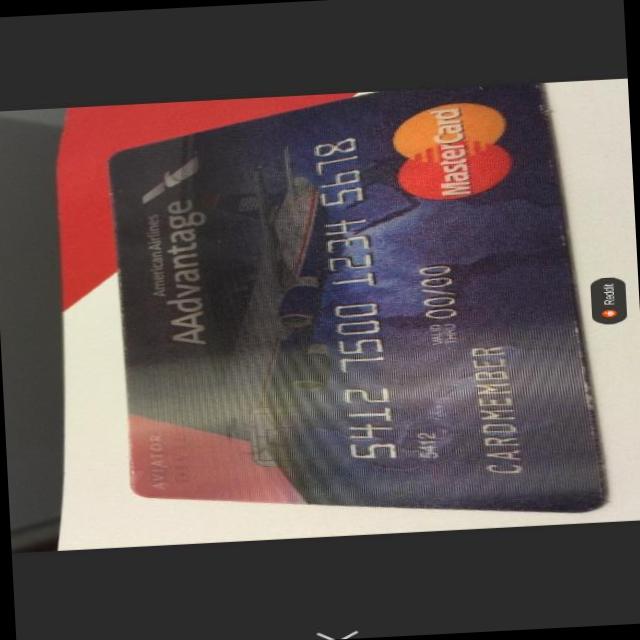 American Airlines
AAdvantage
AVIATOR
5412 7500 1234 5678
5412
VALID
THRU
00/00
CARDMEMBER
MasterCard
Reddit